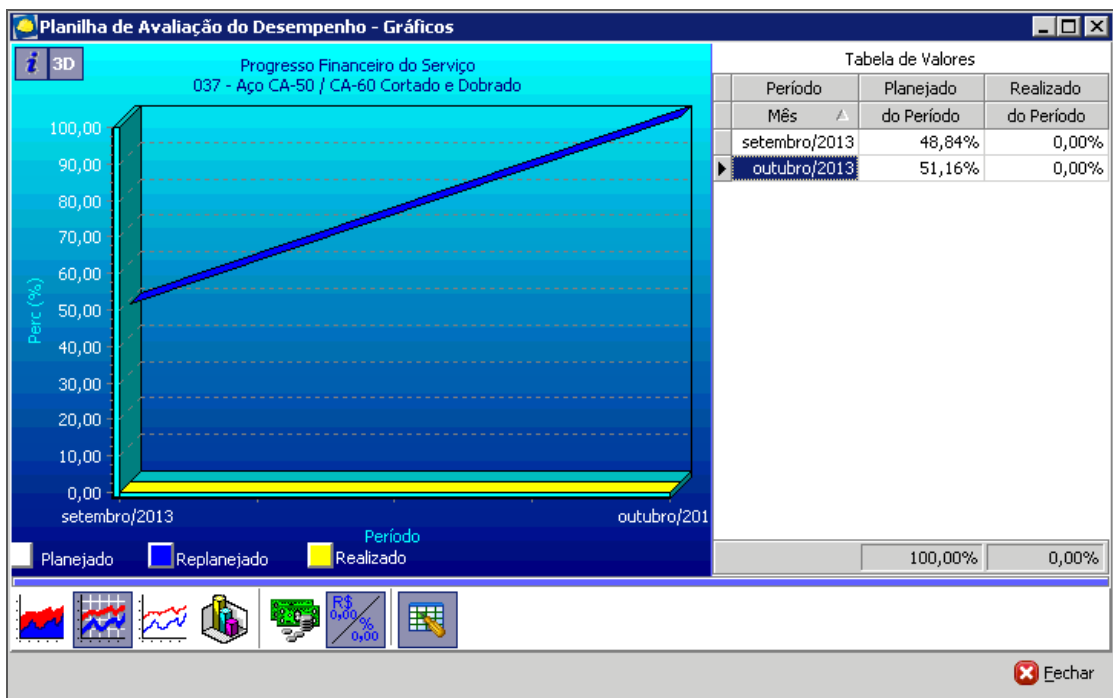 Planilha de Avaliação do Desempenho - Gráficos
i 3D
Progresso Financeiro do Serviço
037 - Aço CA-50 / CA-60 Cortado e Dobrado
100,00
90,00
80,00
70,00
60,00
50,00
40,00
30,00
20,00
10,00
0,00
Perc (%)
setembro/2013 outubro/201
Período
Planejado Replanejado Realizado
Tabela de Valores
Período Planejado Realizado
Mês do Período do Período
setembro/2013 48,84% 0,00%
outubro/2013 51,16% 0,00%
100,00% 0,00%
R$
0,00
%
0,00
Fechar